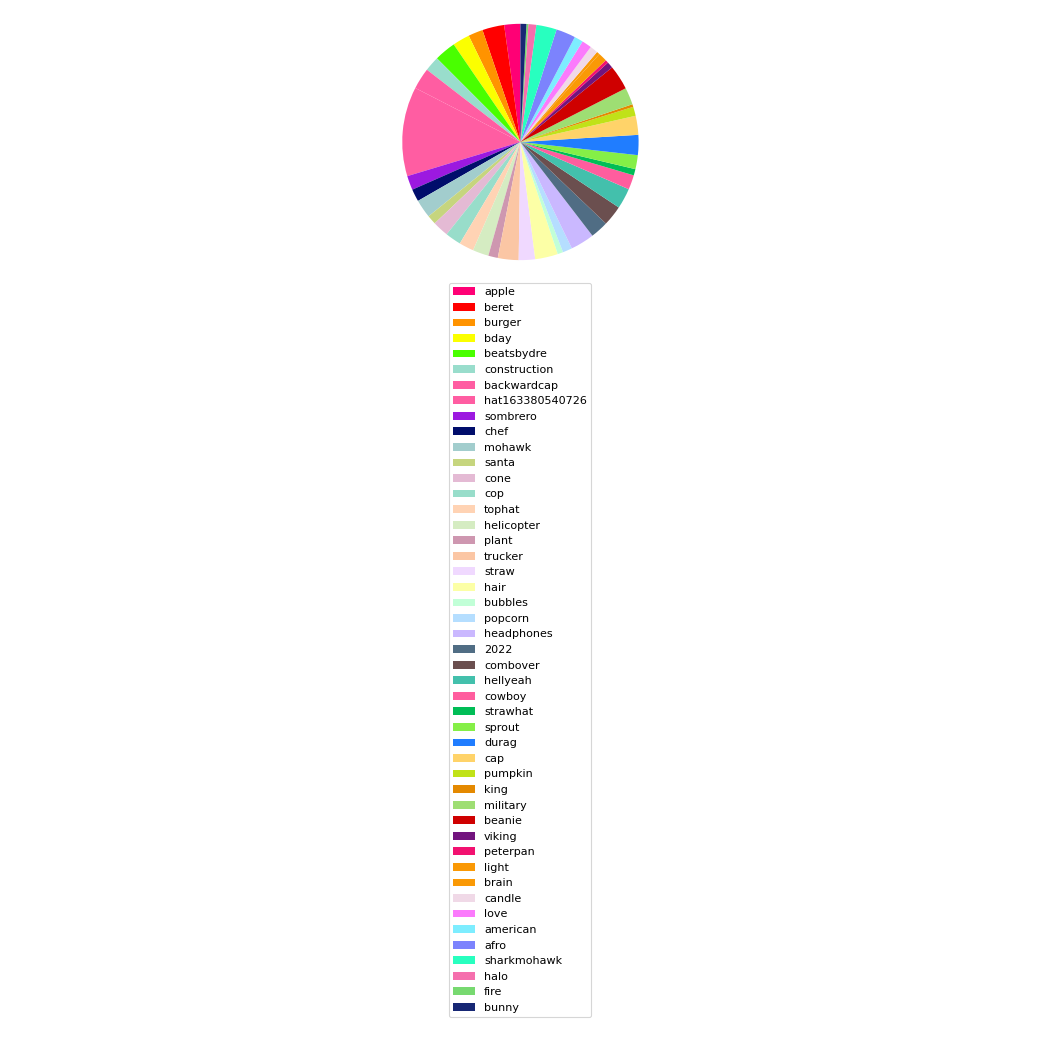 apple
beret
burger
bday
beatsbydre
construction
backwardcap
hat163380540726
sombrero
chef
mohawk
santa
cone
cop
tophat
helicopter
plant
trucker
straw
hair
bubbles
popcorn
headphones
2022
combover
hellyeah
cowboy
strawhat
sprout
durag
cap
pumpkin
king
military
beanie
viking
peterpan
light
brain
candle
love
american
afro
sharkmohawk
halo
fire
bunny